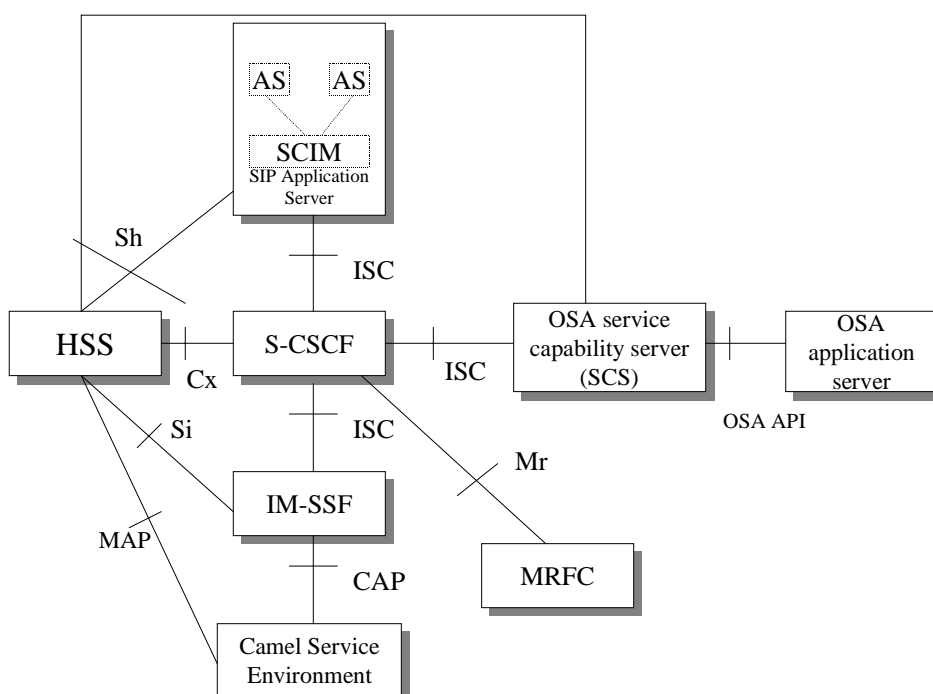 AS
AS
SCIM
SIP Application
Server
Sh
ISC
HSS
S-CSCF
OSA service
capability server
(SCS)
OSA
application
server
Cx
ISC
OSA API
Si
ISC
Mr
IM-SSF
MAP
CAP
MRFC
Camel Service
Environment